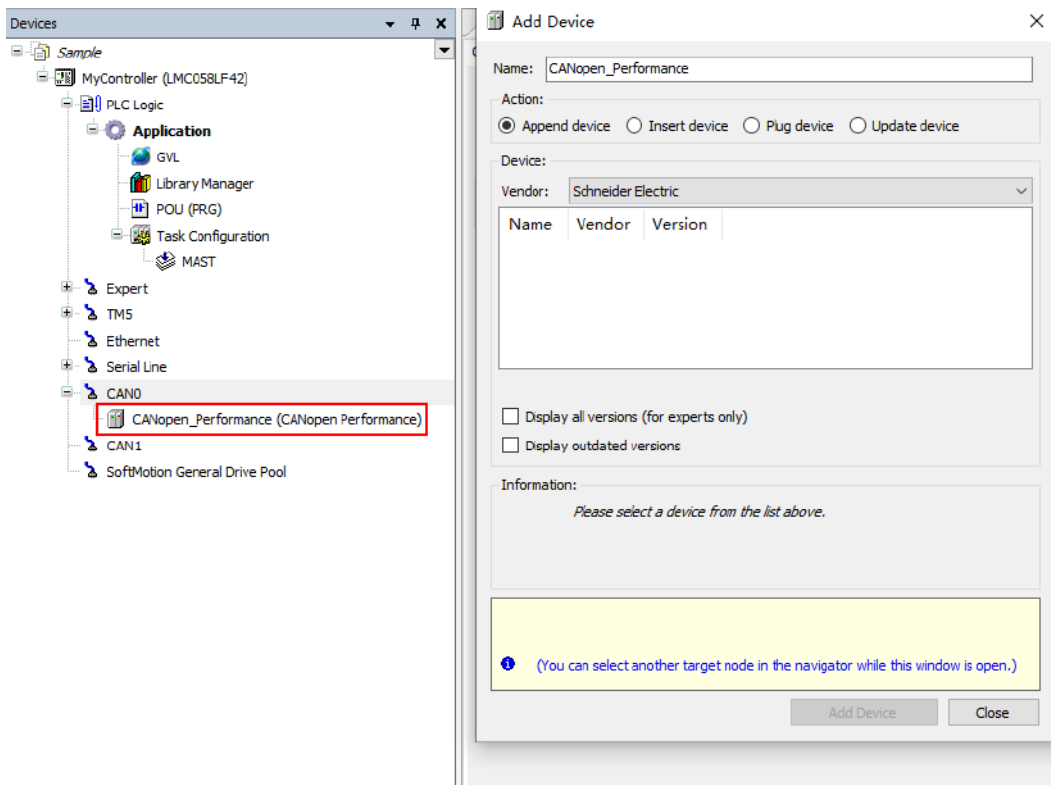 Devices
Sample
MyController (LMC058LF42)
PLC Logic
Application
GVL
Library Manager
POU (PRG)
Task Configuration
MAST
Expert
TM5
Ethernet
Serial Line
CAN0
CANopen_Performance (CANopen Performance)
CAN1
SoftMotion General Drive Pool
Add Device
Name: CANopen_Performance
Action:
Append device Insert device Plug device Update device
Device:
Vendor: Schneider Electric
Name Vendor Version
Display all versions (for experts only)
Display outdated versions
Information:
Please select a device from the list above.
(You can select another target node in the navigator while this window is open.)
Add Device Close